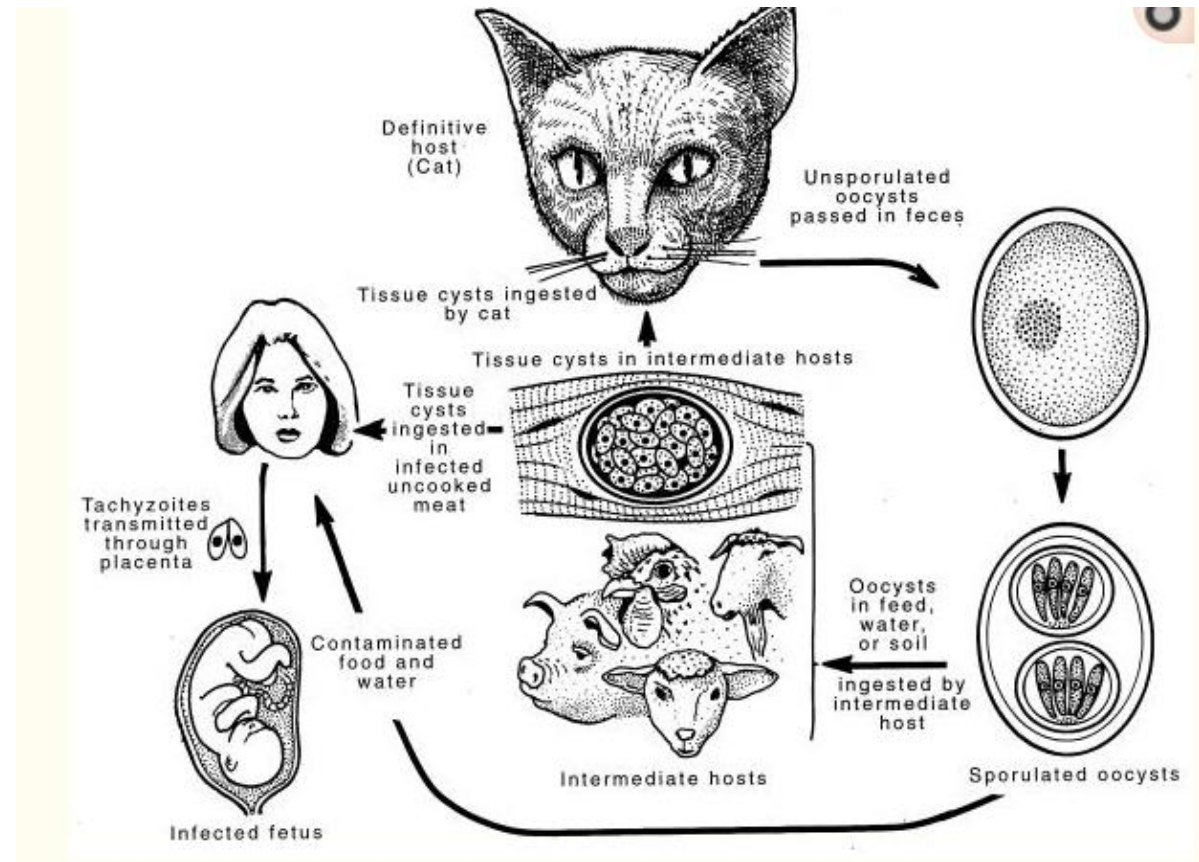 Definitive
host
(Cat)
Unsporulated
oocysts
passed in feces
Tissue cysts ingested
by cat
Tissue cysts in intermediate hosts
Tissue
cysts
ingested
in
infected
uncooked
meat
Tachyzoites
transmitted
through
placenta
Contaminated
food and
water
Oocysts
in feed,
water,
or soil
ingested by
intermediate
host
Intermediate hosts
Sporulated oocysts
Infected fetus